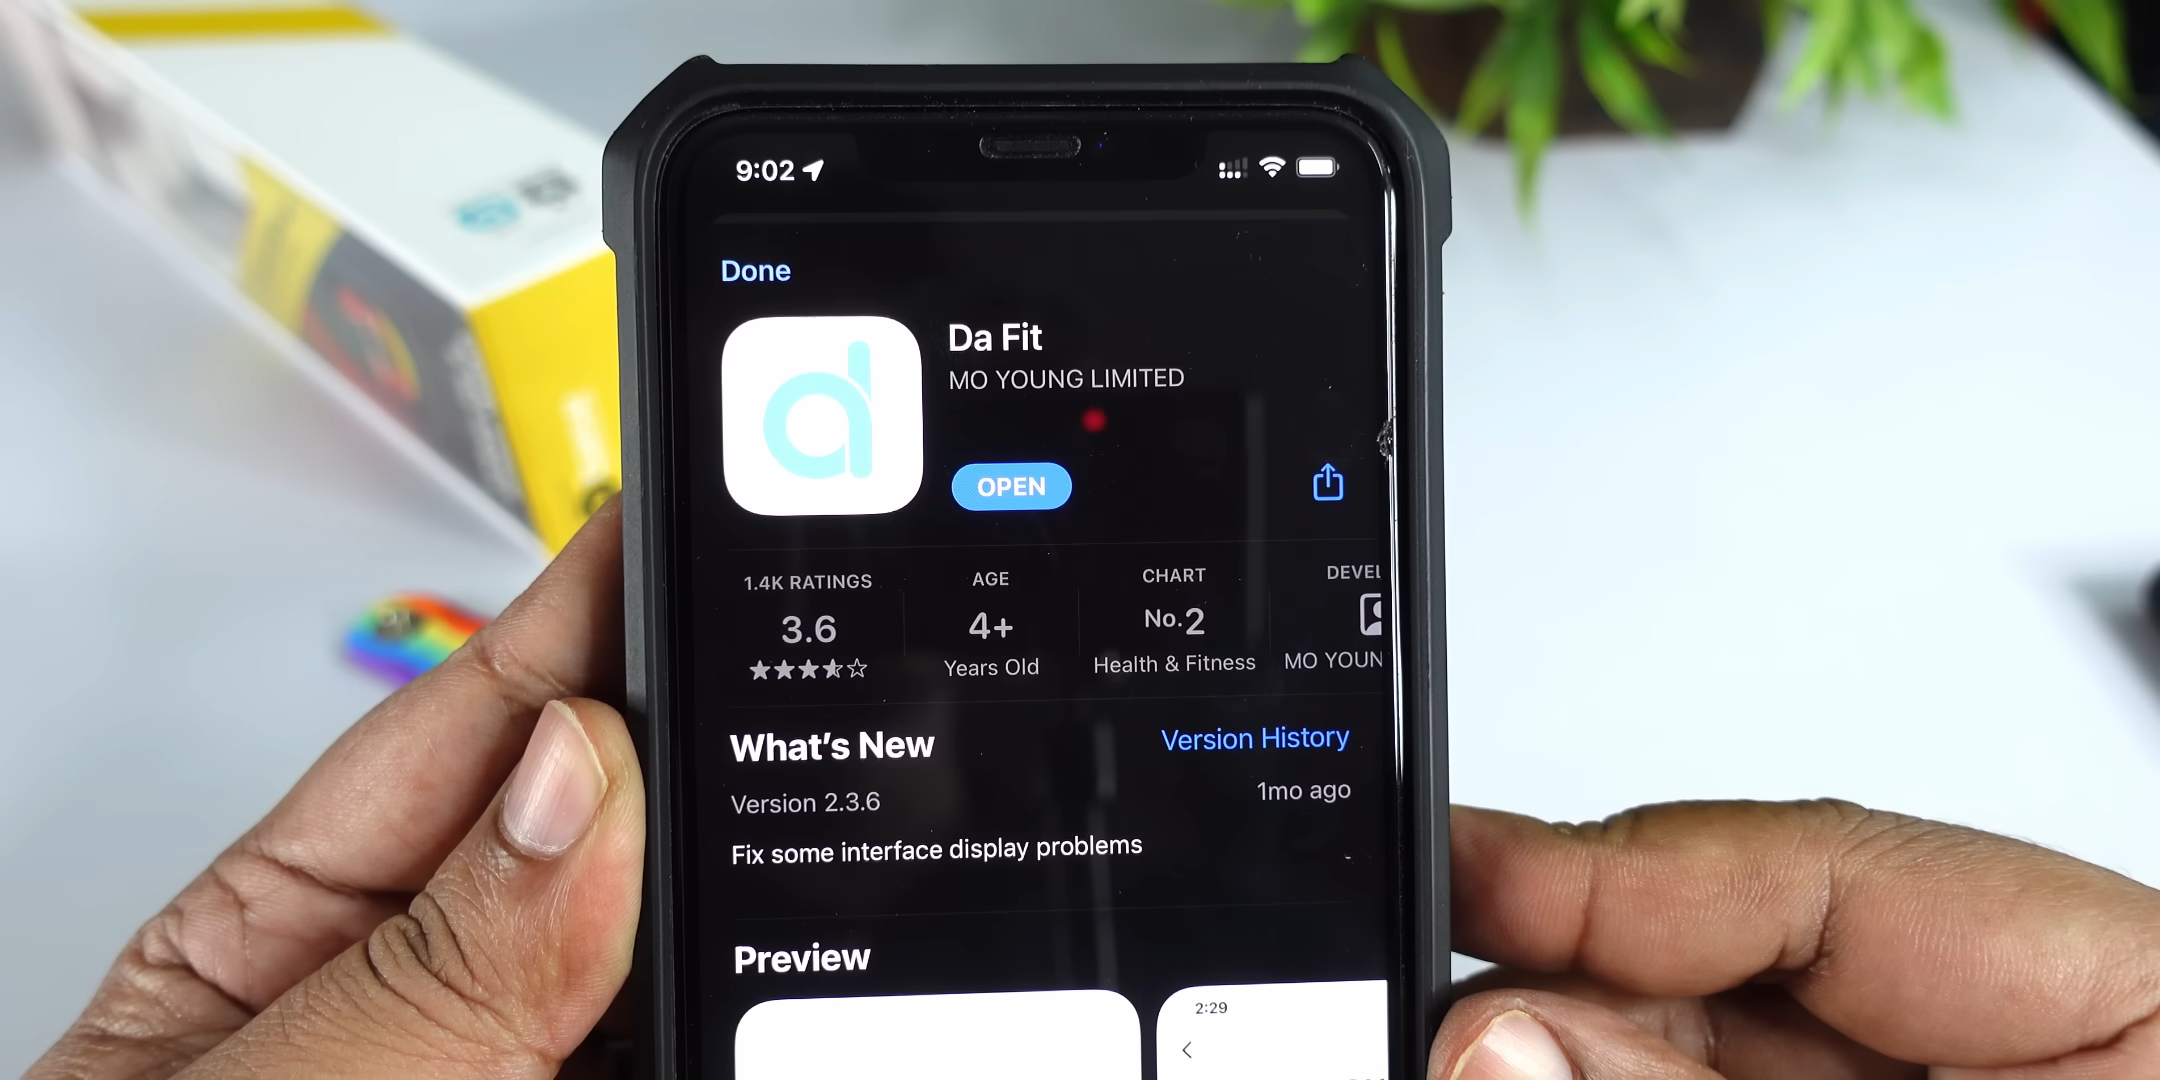 9:02
Done
Da Fit
MO YOUNG LIMITED
OPEN
1.4K RATINGS
AGE
CHART
DEVEL
3.6
4+
No.2
Years Old
Health & Fitness
MO YOUN
What's New
Version History
Version 2.3.6
1mo ago
Fix some interface display problems
Preview
2:29